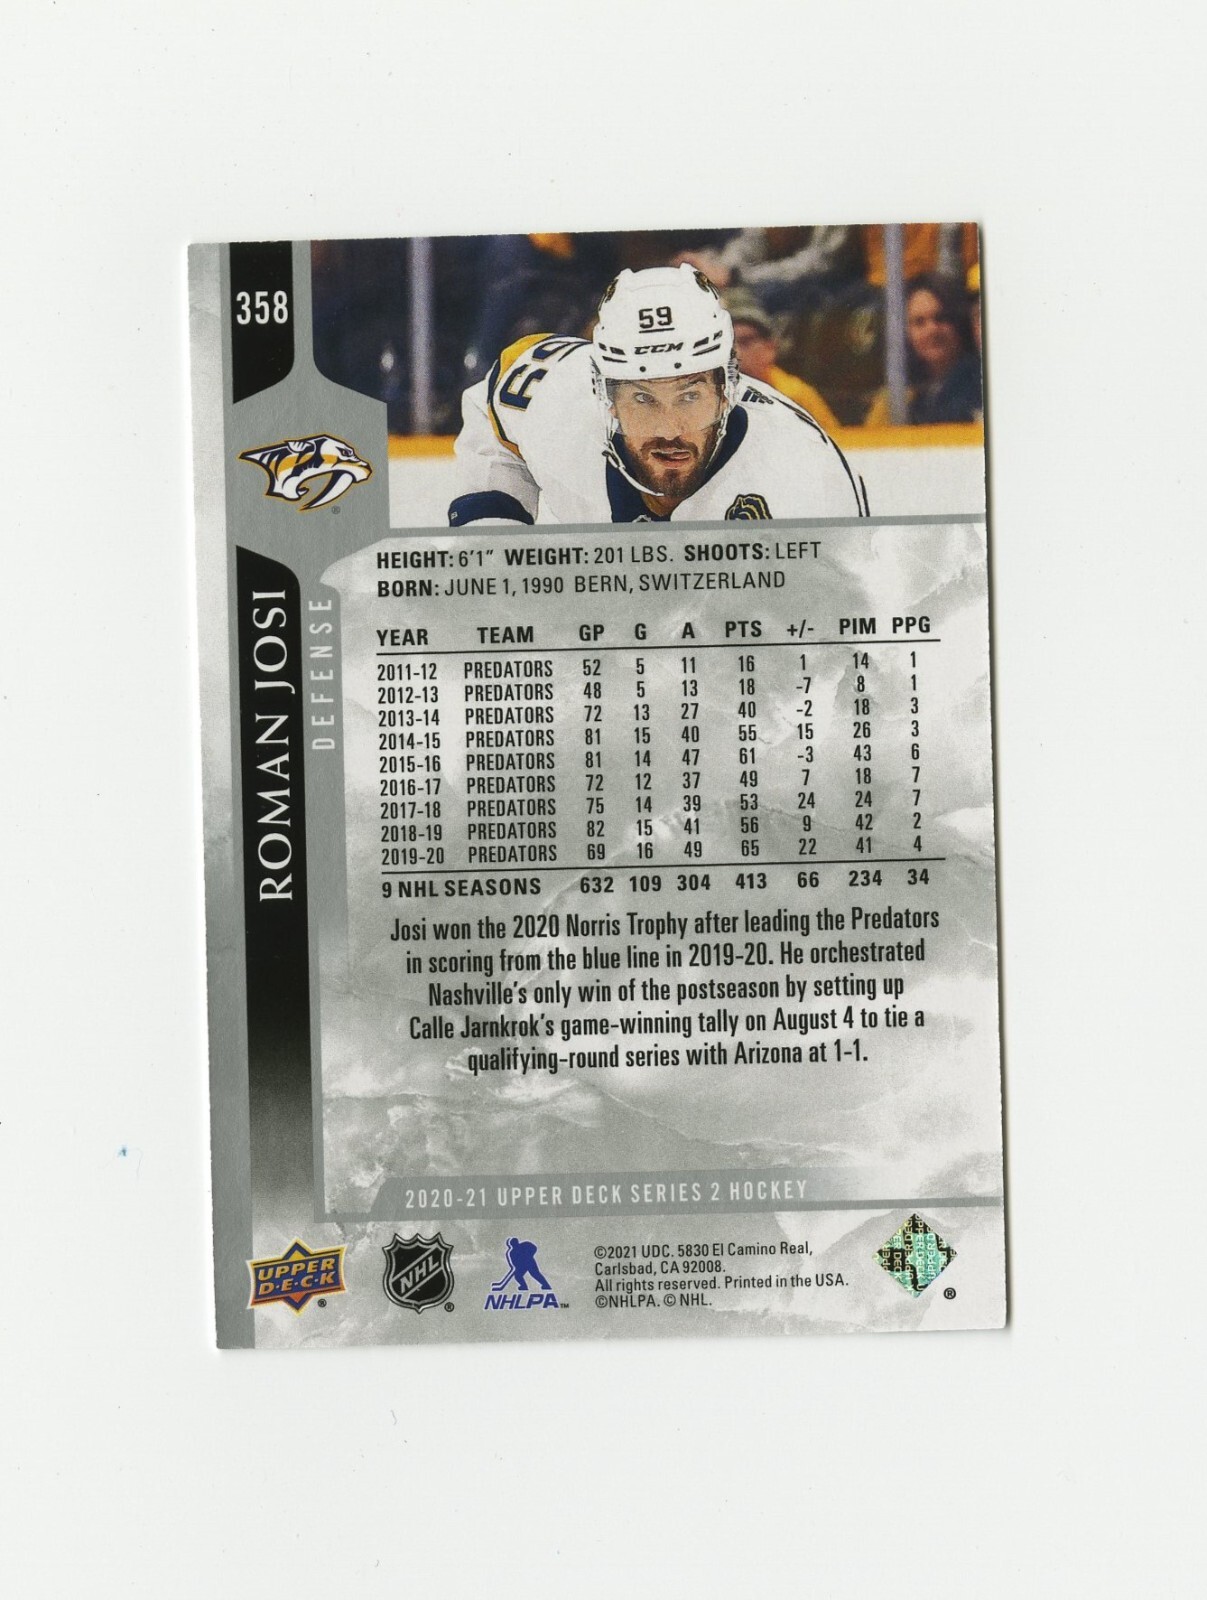 358
59
CCM
59
HEIGHT: 6'1" WEIGHT: 201 LBS. SHOOTS: LEFT
BORN: JUNE 1, 1990 BERN, SWITZERLAND
ROMAN JOSI
DEFENSE
YEAR TEAM GP G A PTS +/- PIM PPG
2011-12 PREDATORS 52 5 11 16 1 14 1
2012-13 PREDATORS 48 5 13 18 -7 8 1
2013-14 PREDATORS 72 13 27 40 -2 18 3
2014-15 PREDATORS 81 15 40 55 15 26 3
2015-16 PREDATORS 81 14 47 61 -3 43 6
2016-17 PREDATORS 72 12 37 49 7 18 7
2017-18 PREDATORS 75 14 39 53 24 24 7
2018-19 PREDATORS 82 15 41 56 9 42 2
2019-20 PREDATORS 69 16 49 65 22 41 4
9 NHL SEASONS 632 109 304 413 66 234 34
Josi won the 2020 Norris Trophy after leading the Predators
in scoring from the blue line in 2019-20. He orchestrated
Nashville's only win of the postseason by setting up
Calle Jarnkrok's game-winning tally on August 4 to tie a
qualifying-round series with Arizona at 1-1.
2020-21 UPPER DECK SERIES 2 HOCKEY
UPPER
D·E·C·K
®
NHL
®
NHLPA™
©2021 UDC. 5830 El Camino Real,
Carlsbad, CA 92008.
All rights reserved. Printed in the USA.
©NHLPA. © NHL.
UPPER DECK
®